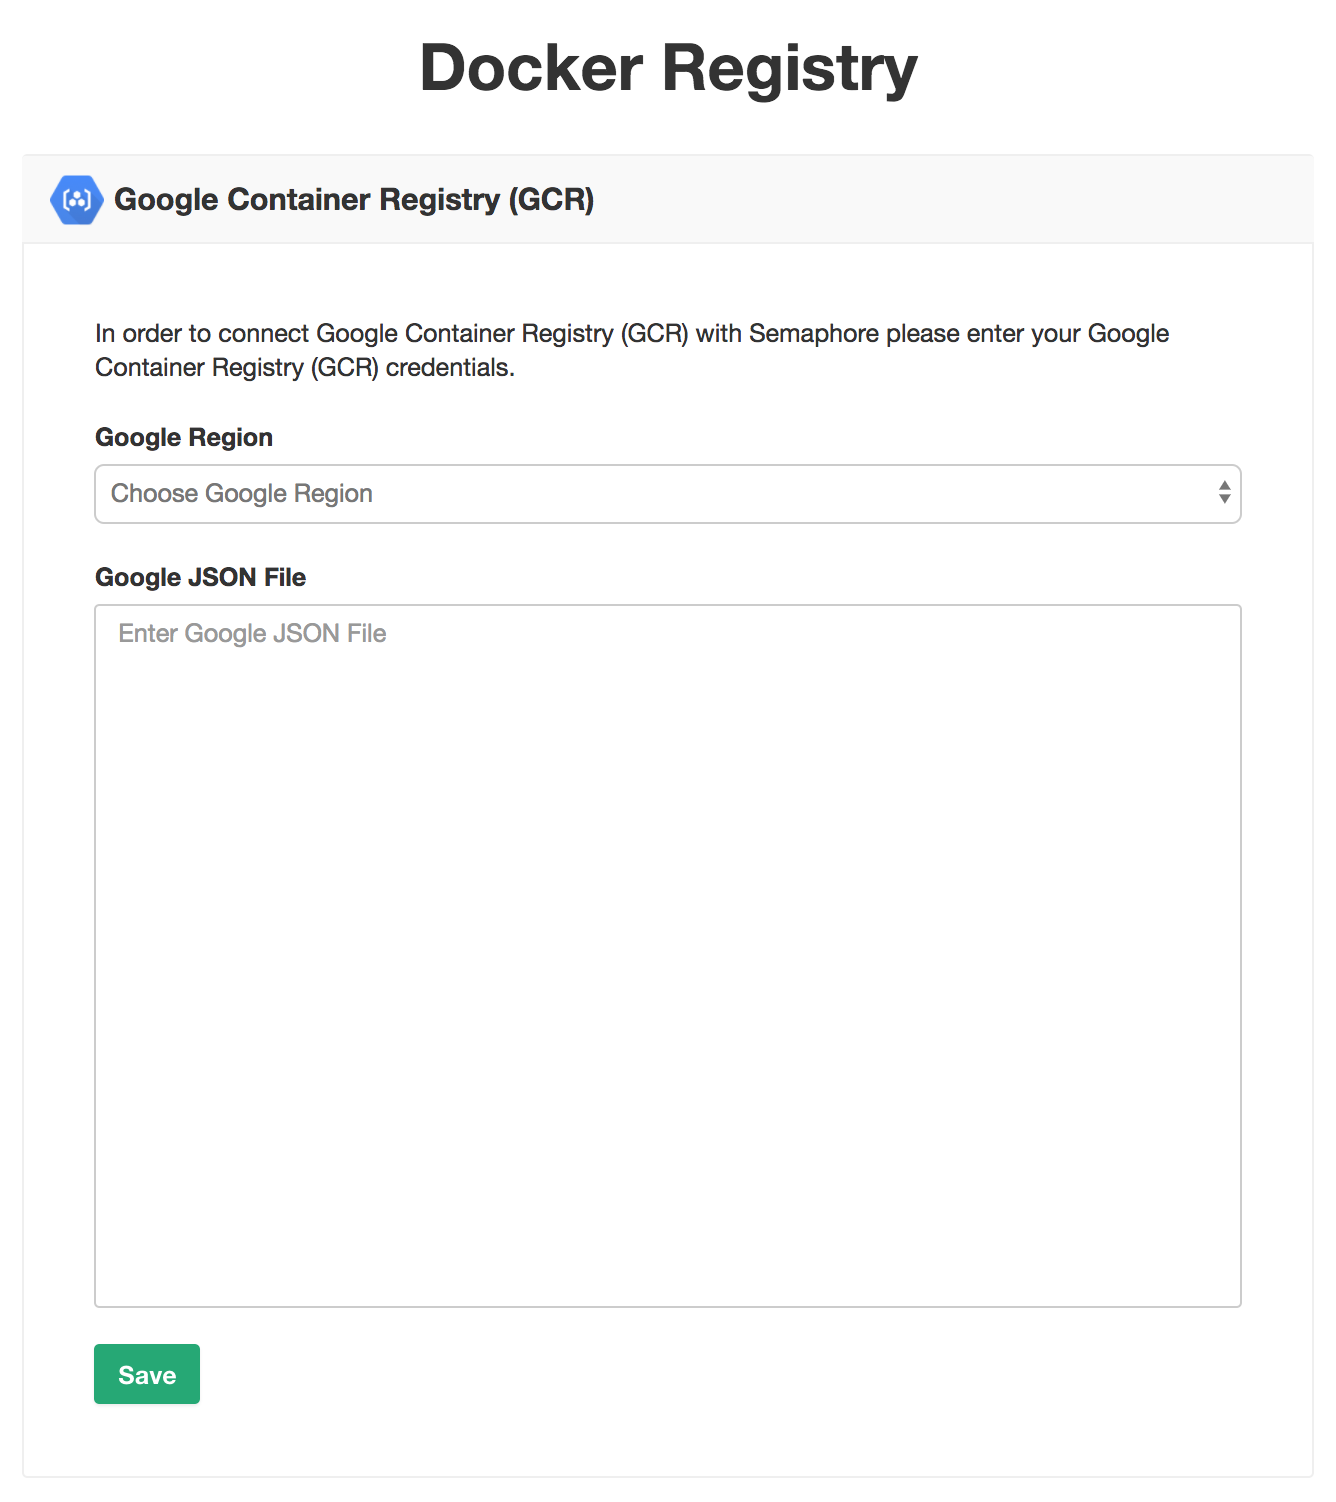 Docker Registry
Google Container Registry (GCR)
In order to connect Google Container Registry (GCR) with Semaphore please enter your Google
Container Registry (GCR) credentials.
Google Region
Choose Google Region
Google JSON File
Enter Google JSON File
Save